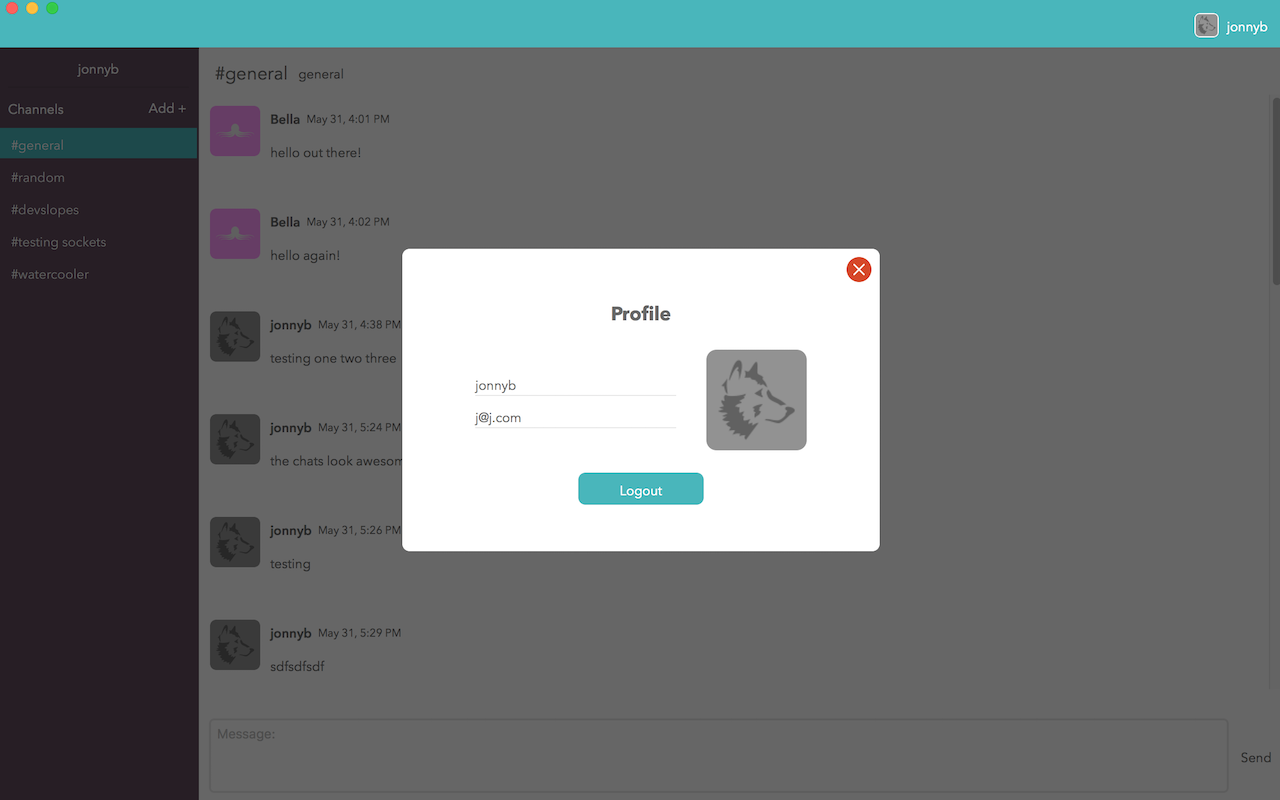 jonnyb
jonnyb
Channels Add +
#general
#random
#devslopes
#testing sockets
#watercooler
#general general
Bella May 31, 4:01 PM
hello out there!
Bella May 31, 4:02 PM
hello again!
jonnyb May 31, 4:38 PM
testing one two three
jonnyb May 31, 5:24 PM
the chats look awesom
jonnyb May 31, 5:26 PM
testing
jonnyb May 31, 5:29 PM
sdfsdfsdf
Message:
Send
Profile
jonnyb
j@j.com
Logout